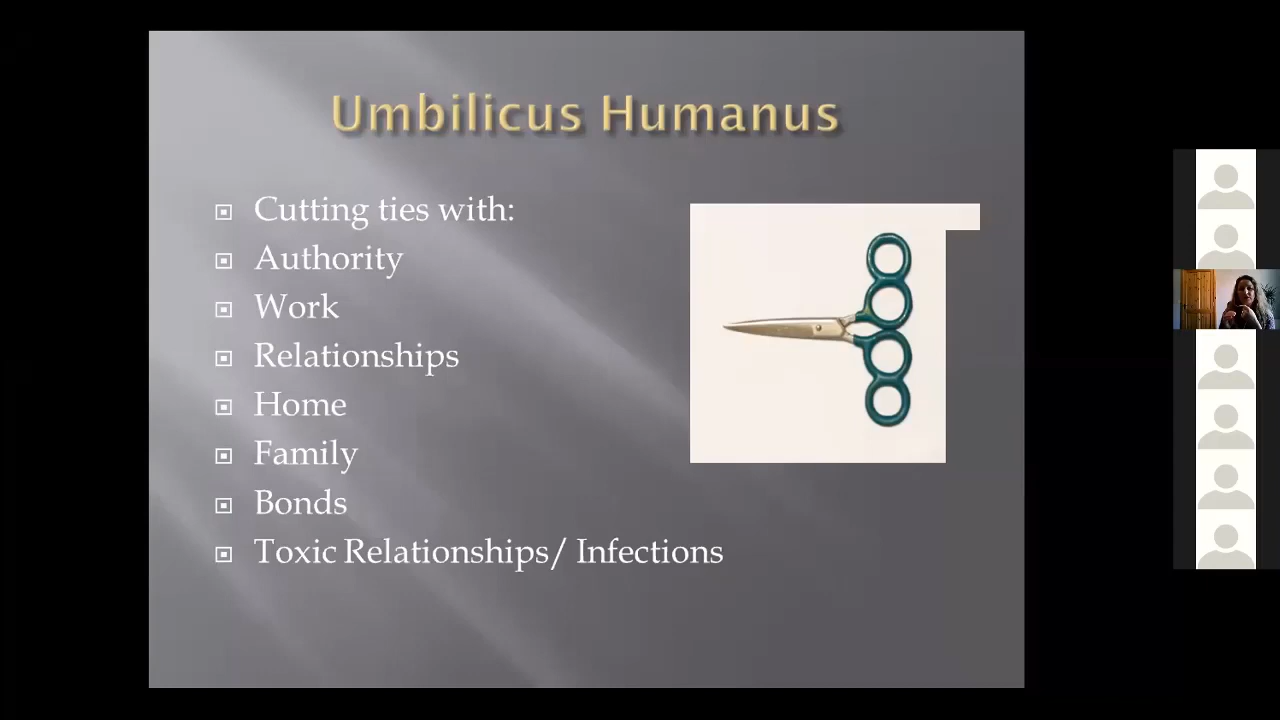 Umbilicus Humanus
Cutting ties with:
Authority
Work
Relationships
Home
Family
Bonds
Toxic Relationships/ Infections